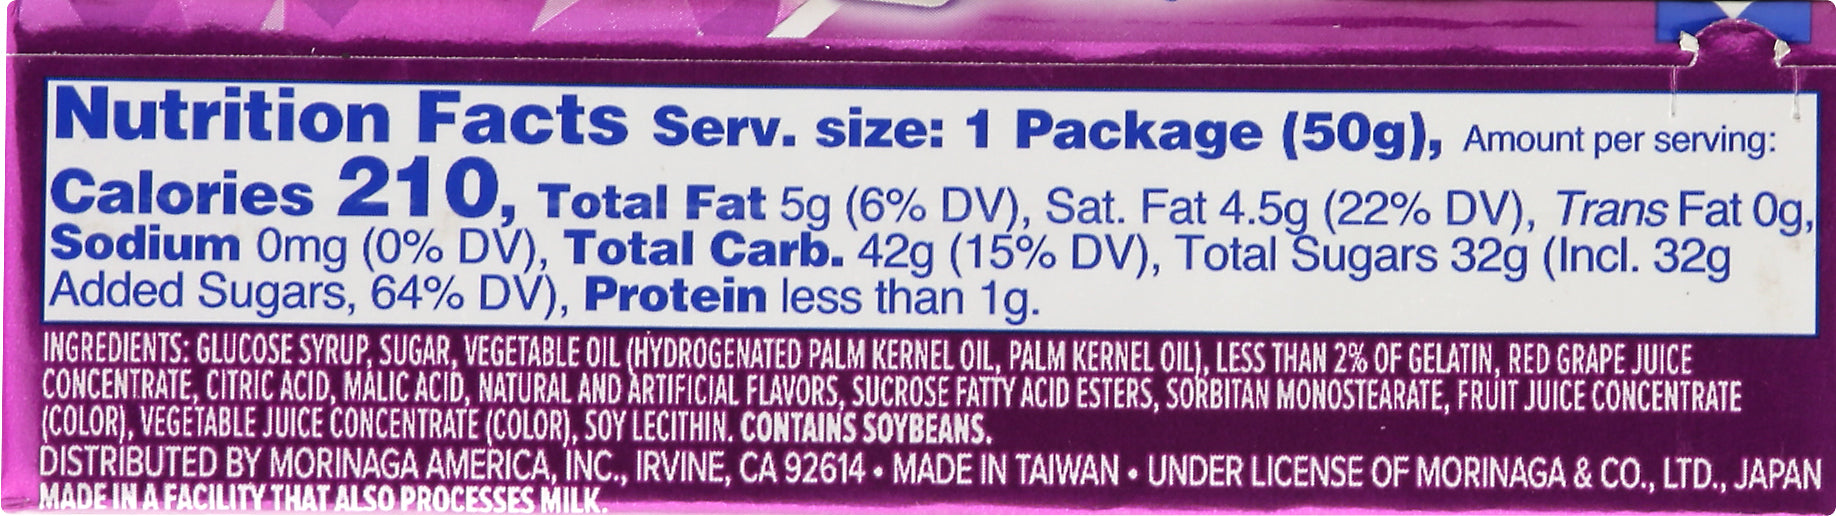 Nutrition Facts Serv. size: 1 Package (50g), Amount per serving:
Calories 210, Total Fat 5g (6% DV), Sat. Fat 4.5g (22% DV), Trans Fat 0g,
Sodium 0mg (0% DV), Total Carb. 42g (15% DV), Total Sugars 32g (Incl. 32g
Added Sugars, 64% DV), Protein less than 1g.
INGREDIENTS: GLUCOSE SYRUP, SUGAR, VEGETABLE OIL (HYDROGENATED PALM KERNEL OIL, PALM KERNEL OIL), LESS THAN 2% OF GELATIN, RED GRAPE JUICE
CONCENTRATE, CITRIC ACID, MALIC ACID, NATURAL AND ARTIFICIAL FLAVORS, SUCROSE FATTY ACID ESTERS, SORBITAN MONOSTEARATE, FRUIT JUICE CONCENTRATE
(COLOR), VEGETABLE JUICE CONCENTRATE (COLOR), SOY LECITHIN. CONTAINS SOYBEANS.
DISTRIBUTED BY MORINAGA AMERICA, INC., IRVINE, CA 92614 • MADE IN TAIWAN • UNDER LICENSE OF MORINAGA & CO., LTD., JAPAN
MADE IN A FACILITY THAT ALSO PROCESSES MILK.